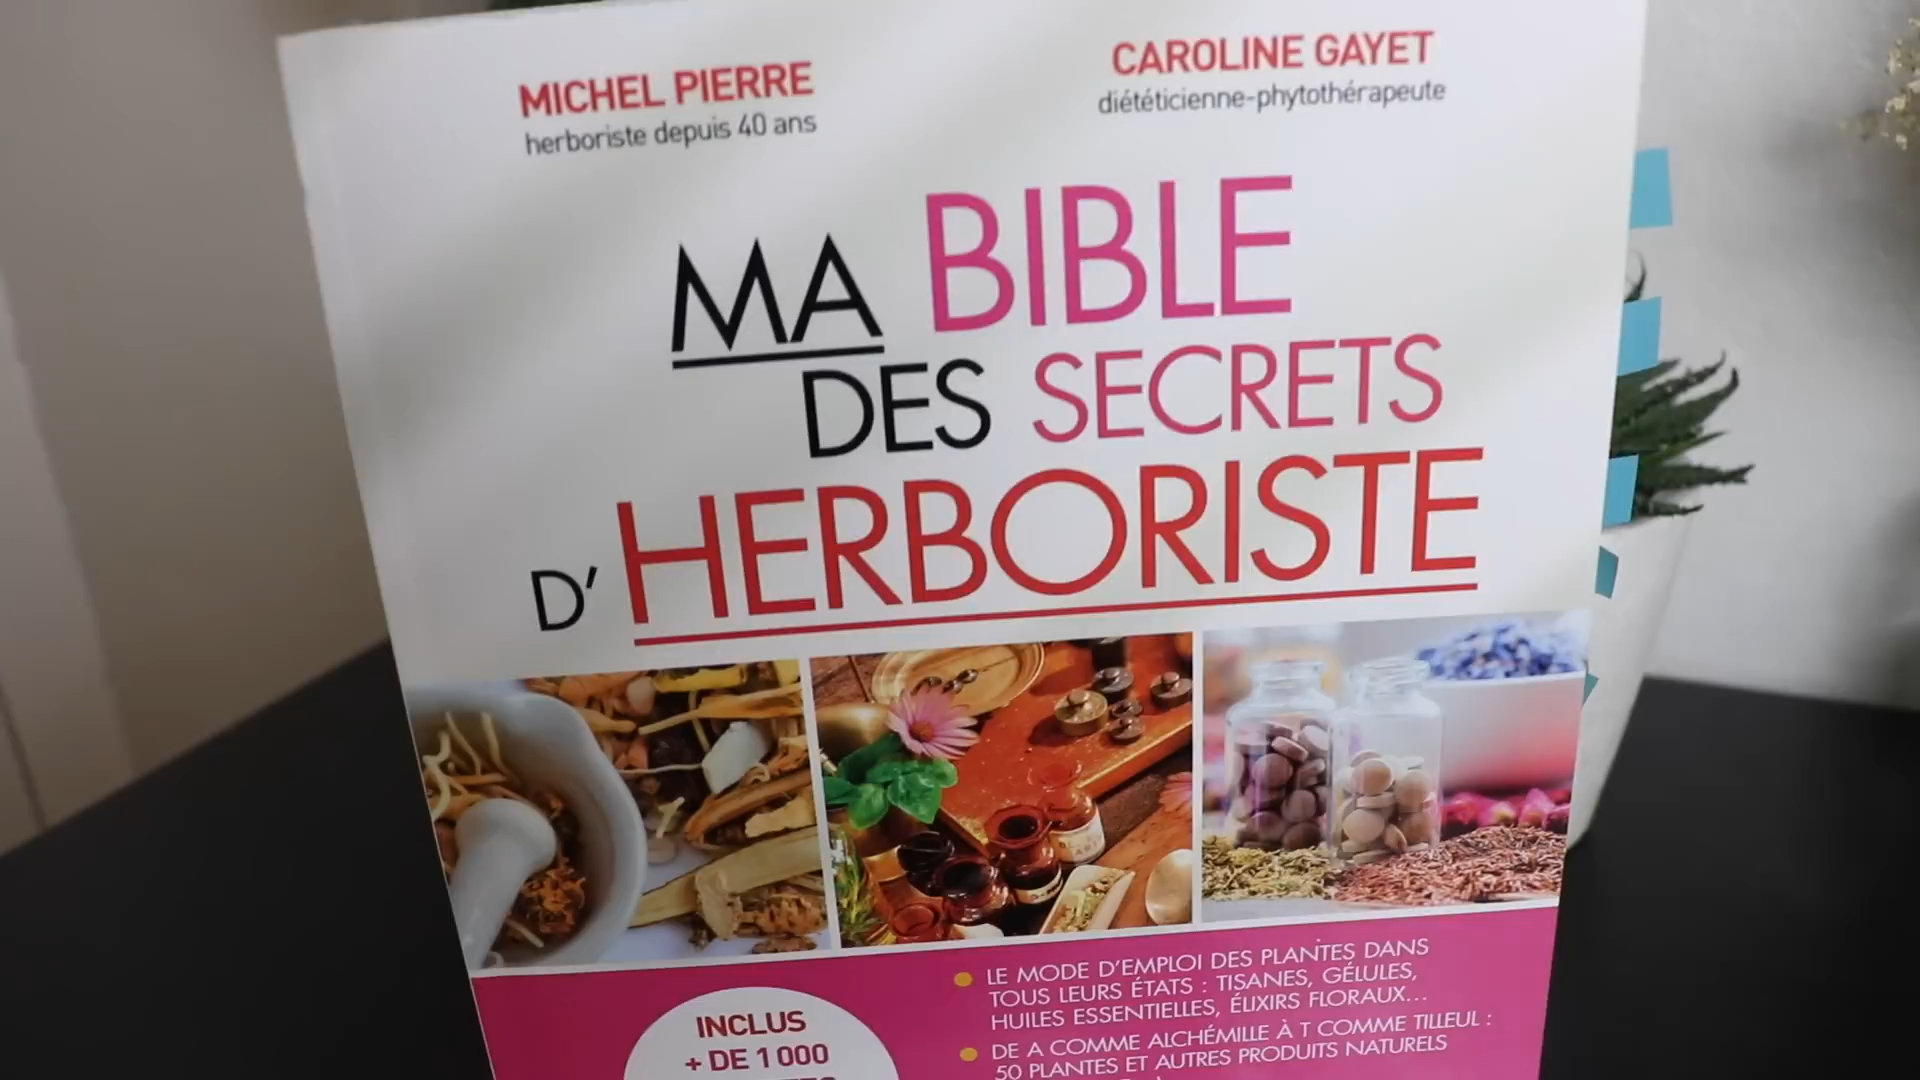 MICHEL PIERRE
herboriste depuis 40 ans
CAROLINE GAYET
diététicienne-phytothérapeute
MA BIBLE
DES SECRETS
D'HERBORISTE
INCLUS
+ DE 1000
LE MODE D'EMPLOI DES PLANTES DANS
TOUS LEURS ÉTATS : TISANES, GÉLULES,
HUILES ESSENTIELLES, ÉLIXIRS FLORAUX...
DE A COMME ALCHÉMILLE À T COMME TILLEUL :
50 PLANTES ET AUTRES PRODUITS NATURELS